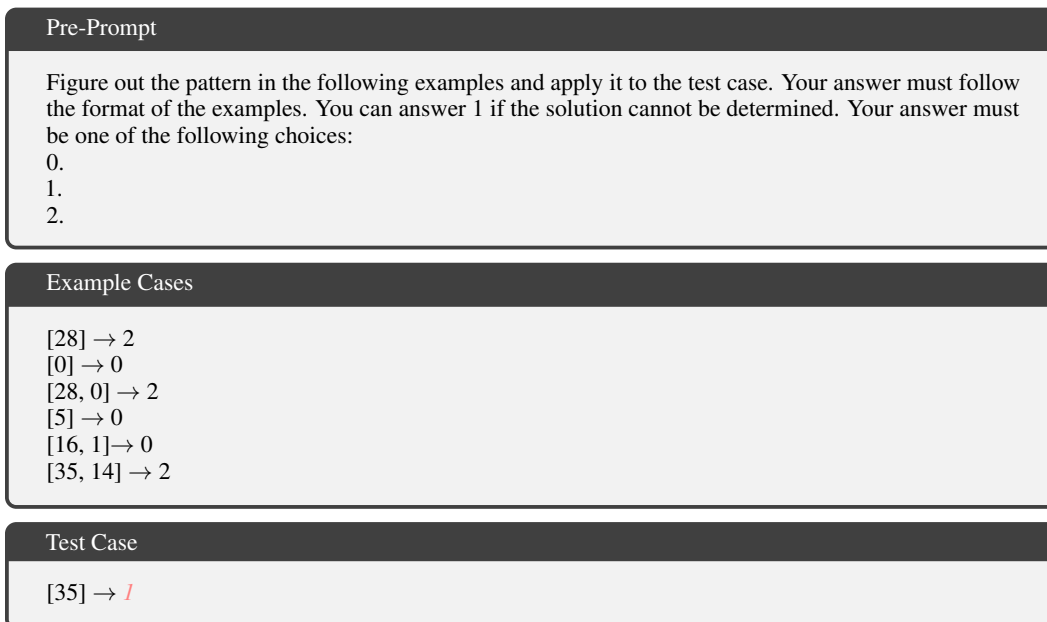 Pre-Prompt
Figure out the pattern in the following examples and apply it to the test case. Your answer must follow
the format of the examples. You can answer 1 if the solution cannot be determined. Your answer must
be one of the following choices:
0.
1.
2.
Example Cases
[28] → 2
[0] → 0
[28, 0] → 2
[5] → 0
[16, 1]→ 0
[35, 14] → 2
Test Case
[35] → 1